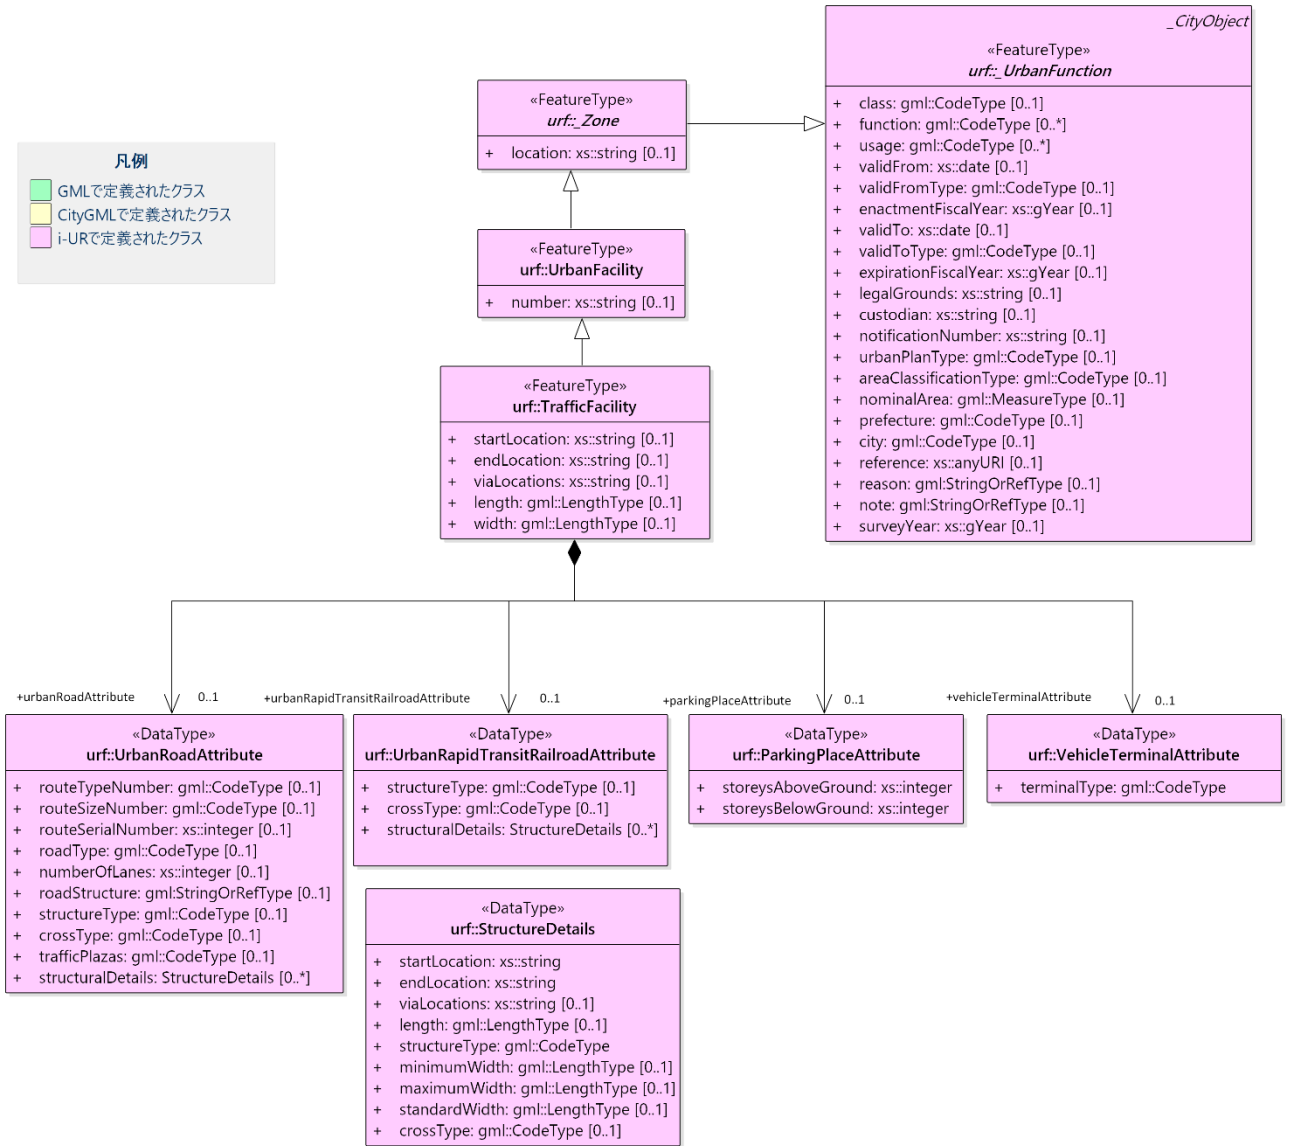 _CityObject
«FeatureType»
urf::_UrbanFunction
+ class: gml::CodeType [0..1]
+ function: gml::CodeType [0..*]
+ usage: gml::CodeType [0..*]
+ validFrom: xs::date [0..1]
+ validFromType: gml::CodeType [0..1]
+ enactmentFiscalYear: xs::gYear [0..1]
+ validTo: xs::date [0..1]
+ validToType: gml::CodeType [0..1]
+ expirationFiscalYear: xs::gYear [0..1]
+ legalGrounds: xs::string [0..1]
+ custodian: xs::string [0..1]
+ notificationNumber: xs::string [0..1]
+ urbanPlanType: gml::CodeType [0..1]
+ areaClassificationType: gml::CodeType [0..1]
+ nominalArea: gml::MeasureType [0..1]
+ prefecture: gml::CodeType [0..1]
+ city: gml::CodeType [0..1]
+ reference: xs::anyURI [0..1]
+ reason: gml:StringOrRefType [0..1]
+ note: gml:StringOrRefType [0..1]
+ surveyYear: xs::gYear [0..1]
«FeatureType»
urf::_Zone
+ location: xs::string [0..1]
凡例
GMLで定義されたクラス
CityGMLで定義されたクラス
i-URで定義されたクラス
«FeatureType»
urf::UrbanFacility
+ number: xs::string [0..1]
«FeatureType»
urf::TrafficFacility
+ startLocation: xs::string [0..1]
+ endLocation: xs::string [0..1]
+ viaLocations: xs::string [0..1]
+ length: gml::LengthType [0..1]
+ width: gml::LengthType [0..1]
+urbanRoadAttribute 0..1
+urbanRapidTransitRailroadAttribute 0..1
+parkingPlaceAttribute 0..1
+vehicleTerminalAttribute 0..1
«DataType»
urf::UrbanRoadAttribute
+ routeTypeNumber: gml::CodeType [0..1]
+ routeSizeNumber: gml::CodeType [0..1]
+ routeSerialNumber: xs::integer [0..1]
+ roadType: gml::CodeType [0..1]
+ numberOfLanes: xs::integer [0..1]
+ roadStructure: gml:StringOrRefType [0..1]
+ structureType: gml::CodeType [0..1]
+ crossType: gml::CodeType [0..1]
+ trafficPlazas: gml::CodeType [0..1]
+ structuralDetails: StructureDetails [0..*]
«DataType»
urf::UrbanRapidTransitRailroadAttribute
+ structureType: gml::CodeType [0..1]
+ crossType: gml::CodeType [0..1]
+ structuralDetails: StructureDetails [0..*]
«DataType»
urf::ParkingPlaceAttribute
+ storeysAboveGround: xs::integer
+ storeysBelowGround: xs::integer
«DataType»
urf::VehicleTerminalAttribute
+ terminalType: gml::CodeType
«DataType»
urf::StructureDetails
+ startLocation: xs::string
+ endLocation: xs::string
+ viaLocations: xs::string [0..1]
+ length: gml::LengthType [0..1]
+ structureType: gml::CodeType
+ minimumWidth: gml::LengthType [0..1]
+ maximumWidth: gml::LengthType [0..1]
+ standardWidth: gml::LengthType [0..1]
+ crossType: gml::CodeType [0..1]